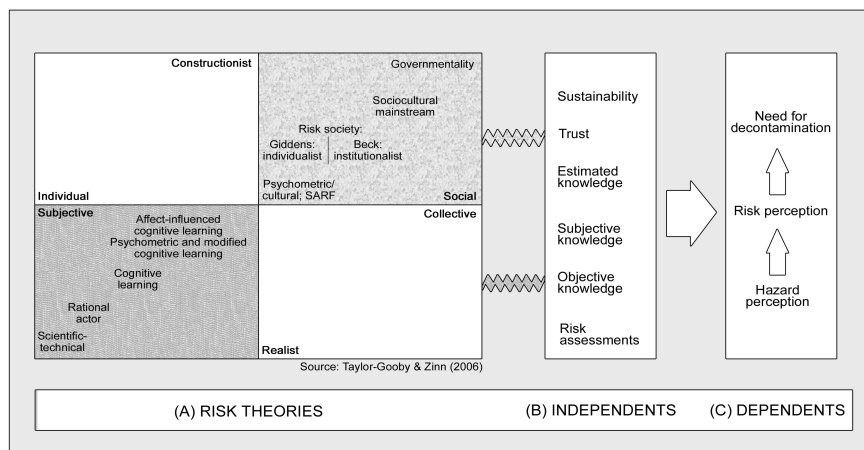 Constructionist
Individual
Governmentality
Sociocultural
mainstream
Risk society:
Giddens:
individualist
Beck:
institutionalist
Psychometric/
cultural; SARF
Social
Subjective
Affect-influenced
cognitive learning
Psychometric and modified
cognitive learning
Cognitive
learning
Rational
actor
Scientific-
technical
Collective
Realist
Source: Taylor-Gooby & Zinn (2006)
Sustainability
Trust
Estimated
knowledge
Subjective
knowledge
Objective
knowledge
Risk
assessments
Need for
decontamination
Risk perception
Hazard
perception
(A) RISK THEORIES
(B) INDEPENDENTS
(C) DEPENDENTS